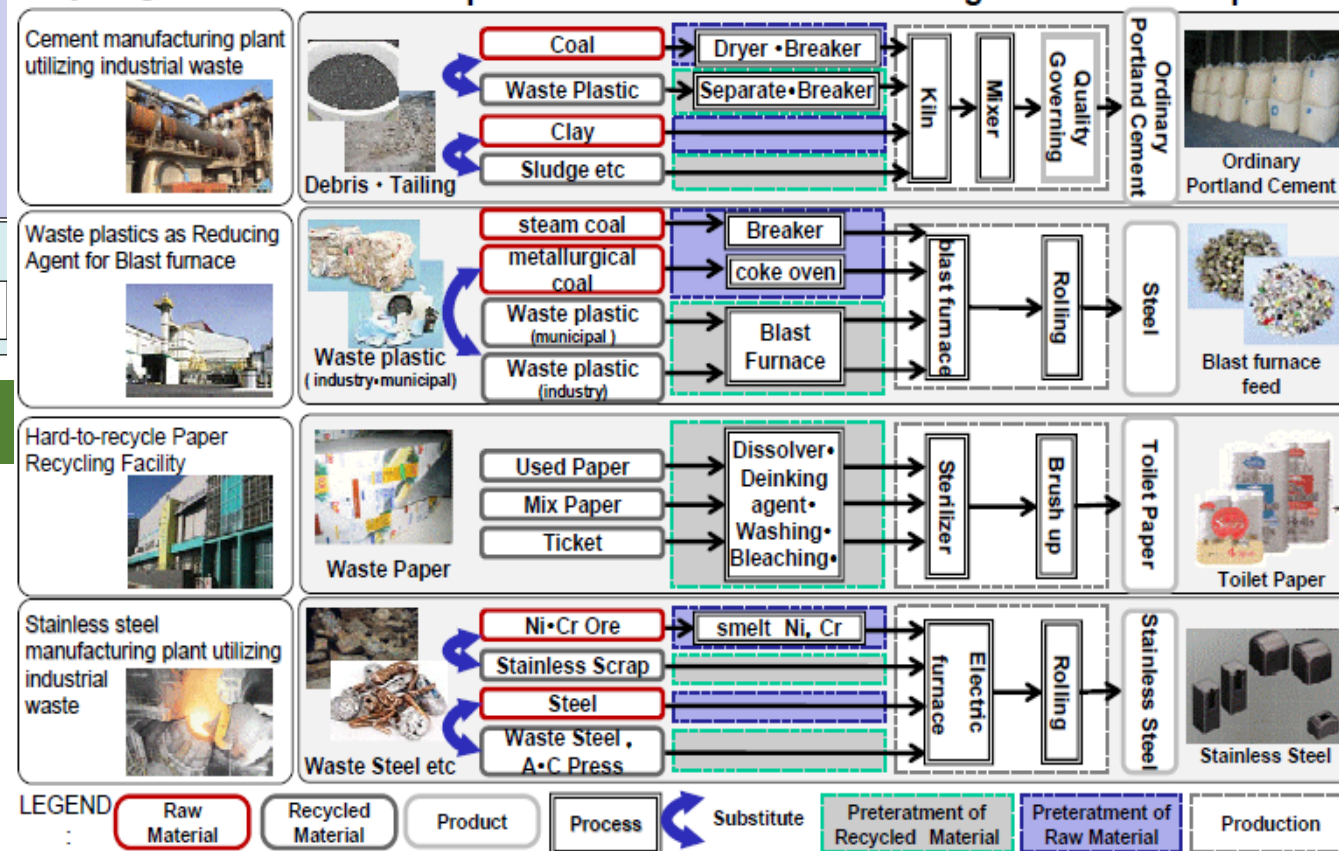 Cement manufacturing plant
utilizing industrial waste
Debris・Tailing
Coal
Waste Plastic
Clay
Sludge etc
Dryer・Breaker
Separate・Breaker
Kiln
Mixer
Quality
Governing
Ordinary
Portland Cement
Ordinary
Portland Cement
Waste plastics as Reducing
Agent for Blast furnace
Waste plastic
( industry・municipal)
steam coal
metallurgical
coal
Waste plastic
(municipal )
Waste plastic
(industry)
Breaker
coke oven
Blast
Furnace
blast furnace
Rolling
Steel
Blast furnace
feed
Hard-to-recycle Paper
Recycling Facility
Waste Paper
Used Paper
Mix Paper
Ticket
Dissolver・
Deinking
agent・
Washing・
Bleaching・
Sterilizer
Brush up
Toilet Paper
Toilet Paper
Stainless steel
manufacturing plant utilizing
industrial
waste
Waste Steel etc
Ni・Cr Ore
Stainless Scrap
Steel
Waste Steel ,
A・C Press
smelt Ni, Cr
Electric
furnace
Rolling
Stainless Steel
Stainless Steel
LEGEND
:
Raw
Material
Recycled
Material
Product
Process
Substitute
Preteratment of
Recycled Material
Preteratment of
Raw Material
Production